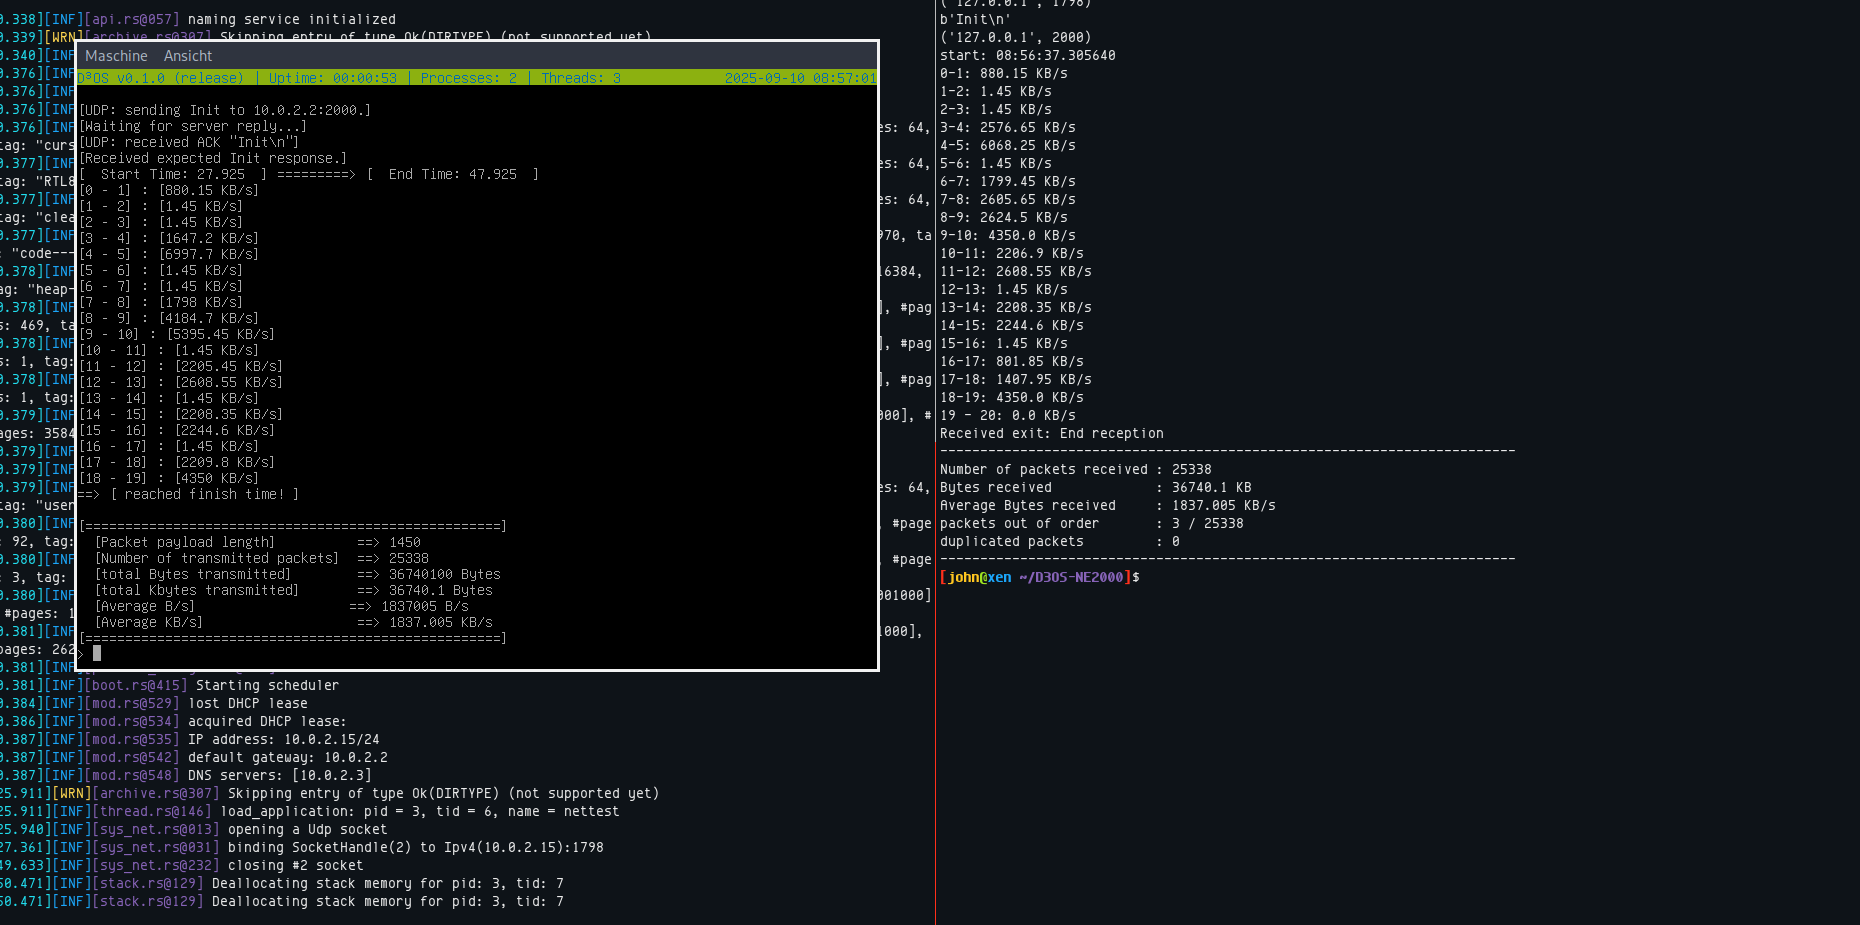 0.338][INF][api.rs@057] naming service initialized
0.339][WRN][archive.rs@307] Skipping entry of type Ok(DIRTYPE) (not supported yet)
0.340][INF]
0.376][INF]
0.376][INF]
0.376][INF]
0.376][INF]
es: 64,
tag: "curs
0.377][INF]
es: 64,
tag: "RTL8
0.377][INF]
es: 64,
tag: "clea
0.377][INF]
970, ta
: "code---
0.378][INF]
16384,
ag: "heap-
0.378][INF]
], #pag
s: 469, ta
0.378][INF]
], #pag
s: 1, tag:
0.378][INF]
], #pag
s: 1, tag:
0.379][INF]
000], #
ages: 3584
0.379][INF]
0.379][INF]
0.379][INF]
es: 64,
tag: "user
0.380][INF]
, #page
: 92, tag:
0.380][INF]
, #page
: 3, tag:
0.380][INF]
001000]
#pages: 1
0.381][INF]
1000],
pages: 262
0.381][INF]
0.381][INF][boot.rs@415] Starting scheduler
0.384][INF][mod.rs@529] lost DHCP lease
0.386][INF][mod.rs@534] acquired DHCP lease:
0.387][INF][mod.rs@535] IP address: 10.0.2.15/24
0.387][INF][mod.rs@542] default gateway: 10.0.2.2
0.387][INF][mod.rs@548] DNS servers: [10.0.2.3]
25.911][WRN][archive.rs@307] Skipping entry of type Ok(DIRTYPE) (not supported yet)
25.911][INF][thread.rs@146] load_application: pid = 3, tid = 6, name = nettest
25.940][INF][sys_net.rs@013] opening a Udp socket
27.361][INF][sys_net.rs@031] binding SocketHandle(2) to Ipv4(10.0.2.15):1798
49.633][INF][sys_net.rs@232] closing #2 socket
50.471][INF][stack.rs@129] Deallocating stack memory for pid: 3, tid: 7
50.471][INF][stack.rs@129] Deallocating stack memory for pid: 3, tid: 7
Maschine Ansicht
D³OS v0.1.0 (release) | Uptime: 00:00:53 | Processes: 2 | Threads: 3 2025-09-10 08:57:01
[UDP: sending Init to 10.0.2.2:2000.]
[Waiting for server reply...]
[UDP: received ACK "Init\n"]
[Received expected Init response.]
[ Start Time: 27.925 ] =========> [ End Time: 47.925 ]
[0 - 1] : [880.15 KB/s]
[1 - 2] : [1.45 KB/s]
[2 - 3] : [1.45 KB/s]
[3 - 4] : [1647.2 KB/s]
[4 - 5] : [6997.7 KB/s]
[5 - 6] : [1.45 KB/s]
[6 - 7] : [1.45 KB/s]
[7 - 8] : [1798 KB/s]
[8 - 9] : [4184.7 KB/s]
[9 - 10] : [5395.45 KB/s]
[10 - 11] : [1.45 KB/s]
[11 - 12] : [2205.45 KB/s]
[12 - 13] : [2608.55 KB/s]
[13 - 14] : [1.45 KB/s]
[14 - 15] : [2208.35 KB/s]
[15 - 16] : [2244.6 KB/s]
[16 - 17] : [1.45 KB/s]
[17 - 18] : [2209.8 KB/s]
[18 - 19] : [4350 KB/s]
==> [ reached finish time! ]
[====================================================]
[Packet payload length] ==> 1450
[Number of transmitted packets] ==> 25338
[total Bytes transmitted] ==> 36740100 Bytes
[total Kbytes transmitted] ==> 36740.1 Bytes
[Average B/s] ==> 1837005 B/s
[Average KB/s] ==> 1837.005 KB/s
[====================================================]
>
('127.0.0.1', 1798)
b'Init\n'
('127.0.0.1', 2000)
start: 08:56:37.305640
0-1: 880.15 KB/s
1-2: 1.45 KB/s
2-3: 1.45 KB/s
3-4: 2576.65 KB/s
4-5: 6068.25 KB/s
5-6: 1.45 KB/s
6-7: 1799.45 KB/s
7-8: 2605.65 KB/s
8-9: 2624.5 KB/s
9-10: 4350.0 KB/s
10-11: 2206.9 KB/s
11-12: 2608.55 KB/s
12-13: 1.45 KB/s
13-14: 2208.35 KB/s
14-15: 2244.6 KB/s
15-16: 1.45 KB/s
16-17: 801.85 KB/s
17-18: 1407.95 KB/s
18-19: 4350.0 KB/s
19 - 20: 0.0 KB/s
Received exit: End reception
------------------------------------------------------------------------
Number of packets received : 25338
Bytes received : 36740.1 KB
Average Bytes received : 1837.005 KB/s
packets out of order : 3 / 25338
duplicated packets : 0
------------------------------------------------------------------------
[john@xen ~/D3OS-NE2000]$